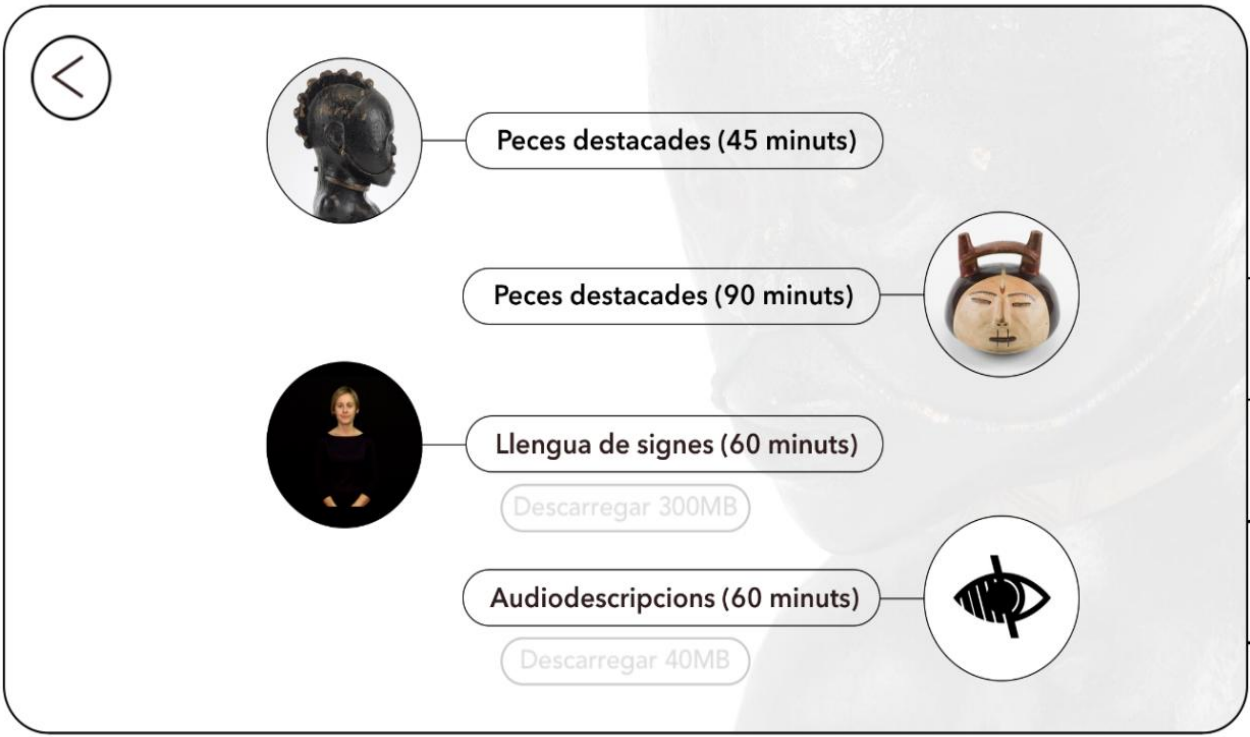 Peces destacades (45 minuts)
Peces destacades (90 minuts)
Llengua de signes (60 minuts)
Descarregar 300MB
Audiodescripcions (60 minuts)
Descarregar 40MB